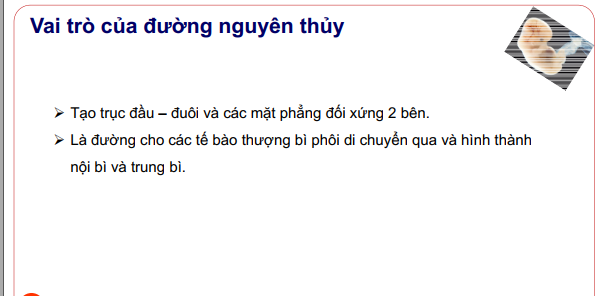 Vai trò của đường nguyên thủy
➢ Tạo trục đầu – đuôi và các mặt phẳng đối xứng 2 bên.
➢ Là đường cho các tế bào thượng bì phôi di chuyển qua và hình thành
nội bì và trung bì.